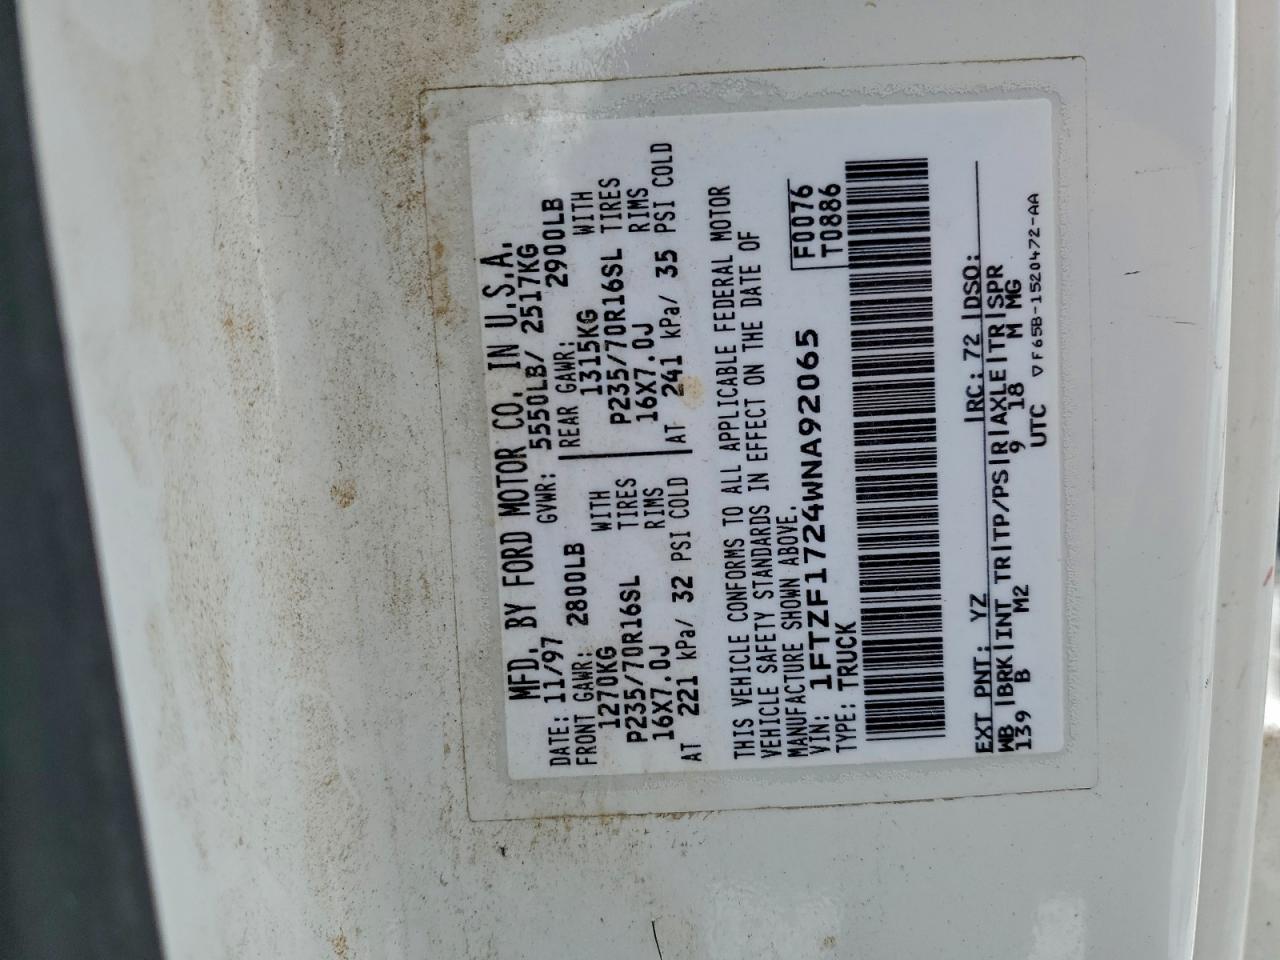 MFD. BY FORD MOTOR CO. IN U.S.A.
DATE: 11/97 GVWR: 5550LB/ 2517KG
FRONT GAWR: 2800LB REAR GAWR: 2900LB
1270KG WITH 1315KG WITH
P235/70R16SL TIRES P235/70R16SL TIRES
16X7.0J RIMS 16X7.0J RIMS
AT 221 kPa/ 32 PSI COLD AT 241 kPa/ 35 PSI COLD
THIS VEHICLE CONFORMS TO ALL APPLICABLE FEDERAL MOTOR
VEHICLE SAFETY STANDARDS IN EFFECT ON THE DATE OF
MANUFACTURE SHOWN ABOVE.
VIN: 1FTZF1724WNA92065 F0076
TYPE: TRUCK T0886
EXT PNT: YZ RC: 72 DSO:
WB BRK INT TR TP/PS R AXLE TR SPR
139 B M2 9 18 M MG
UTC ▽F65B-1520472-AA